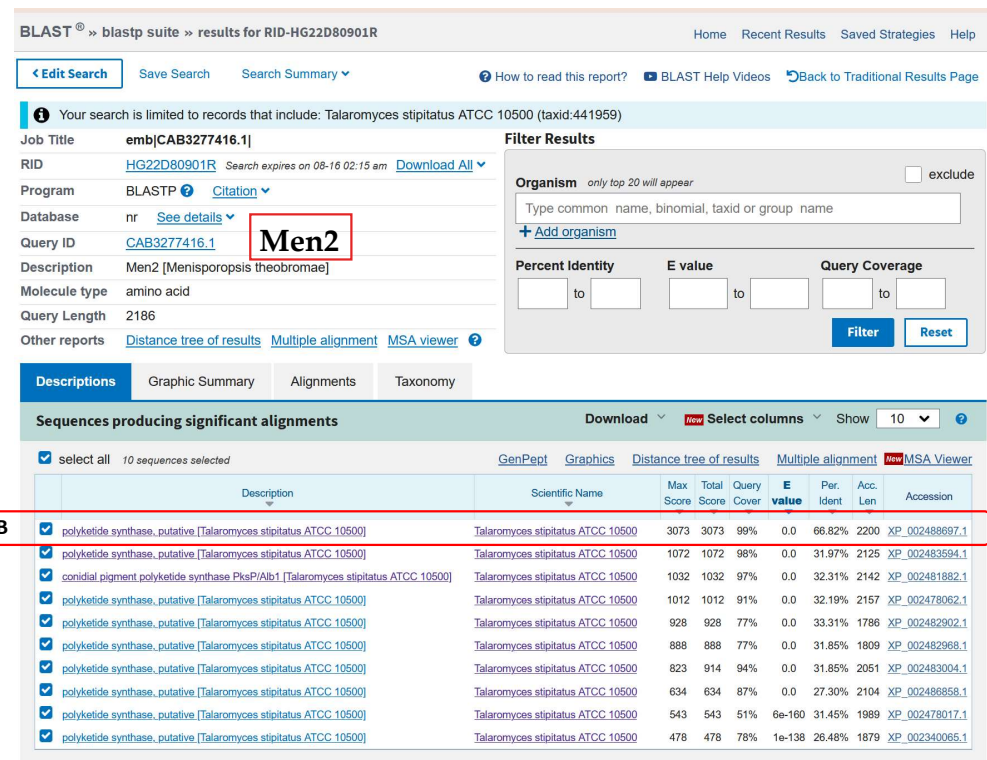 BLAST ® » blastp suite » results for RID-HG22D80901R
Home Recent Results Saved Strategies Help
< Edit Search Save Search Search Summary
How to read this report? BLAST Help Videos Back to Traditional Results Page
Your search is limited to records that include: Talaromyces stipitatus ATCC 10500 (taxid:441959)
Job Title emb|CAB3277416.1|
RID HG22D80901R Search expires on 08-16 02:15 am Download All
Program BLASTP Citation
Database nr See details
Query ID CAB3277416.1
Men2
Description Men2 [Menisporopsis theobromae]
Molecule type amino acid
Query Length 2186
Other reports Distance tree of results Multiple alignment MSA viewer
Filter Results
Organism only top 20 will appear
exclude
Type common name, binomial, taxid or group name
+ Add organism
Percent Identity E value Query Coverage
to to to
Filter Reset
Descriptions Graphic Summary Alignments Taxonomy
Sequences producing significant alignments
Download New Select columns Show 10
select all 10 sequences selected
GenPept Graphics Distance tree of results Multiple alignment New MSA Viewer
Description Scientific Name Max Score Total Score Query Cover E value Per. Ident Acc. Len Accession
B
polyketide synthase, putative [Talaromyces stipitatus ATCC 10500] Talaromyces stipitatus ATCC 10500 3073 3073 99% 0.0 66.82% 2200 XP_002488697.1
polyketide synthase, putative [Talaromyces stipitatus ATCC 10500] Talaromyces stipitatus ATCC 10500 1072 1072 98% 0.0 31.97% 2125 XP_002483594.1
conidial pigment polyketide synthase PksP/Alb1 [Talaromyces stipitatus ATCC 10500] Talaromyces stipitatus ATCC 10500 1032 1032 97% 0.0 32.31% 2142 XP_002481882.1
polyketide synthase, putative [Talaromyces stipitatus ATCC 10500] Talaromyces stipitatus ATCC 10500 1012 1012 91% 0.0 32.19% 2157 XP_002478062.1
polyketide synthase, putative [Talaromyces stipitatus ATCC 10500] Talaromyces stipitatus ATCC 10500 928 928 77% 0.0 33.31% 1786 XP_002482902.1
polyketide synthase, putative [Talaromyces stipitatus ATCC 10500] Talaromyces stipitatus ATCC 10500 888 888 77% 0.0 31.85% 1809 XP_002482968.1
polyketide synthase, putative [Talaromyces stipitatus ATCC 10500] Talaromyces stipitatus ATCC 10500 823 914 94% 0.0 31.85% 2051 XP_002483004.1
polyketide synthase, putative [Talaromyces stipitatus ATCC 10500] Talaromyces stipitatus ATCC 10500 634 634 87% 0.0 27.30% 2104 XP_002486858.1
polyketide synthase, putative [Talaromyces stipitatus ATCC 10500] Talaromyces stipitatus ATCC 10500 543 543 51% 6e-160 31.45% 1989 XP_002478017.1
polyketide synthase, putative [Talaromyces stipitatus ATCC 10500] Talaromyces stipitatus ATCC 10500 478 478 78% 1e-138 26.48% 1879 XP_002340065.1